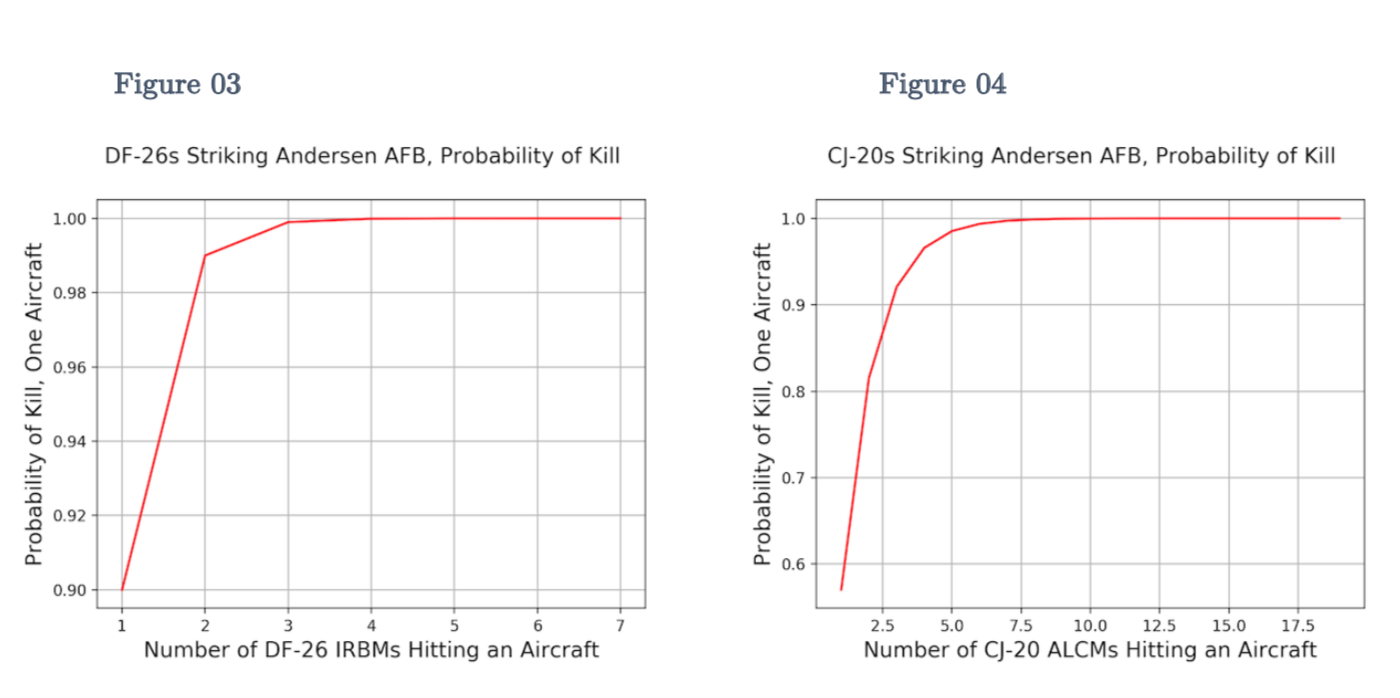 Figure 03
DF-26s Striking Andersen AFB, Probability of Kill
Probability of Kill, One Aircraft
1.00
0.98
0.96
0.94
0.92
0.90
1 2 3 4 5 6 7
Number of DF-26 IRBMs Hitting an Aircraft
Figure 04
CJ-20s Striking Andersen AFB, Probability of Kill
Probability of Kill, One Aircraft
1.0
0.9
0.8
0.7
0.6
2.5 5.0 7.5 10.0 12.5 15.0 17.5
Number of CJ-20 ALCMs Hitting an Aircraft